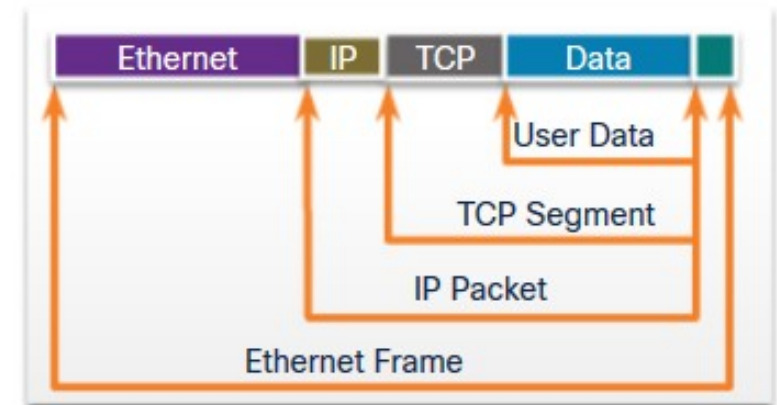 Ethernet IP TCP Data
User Data
TCP Segment
IP Packet
Ethernet Frame